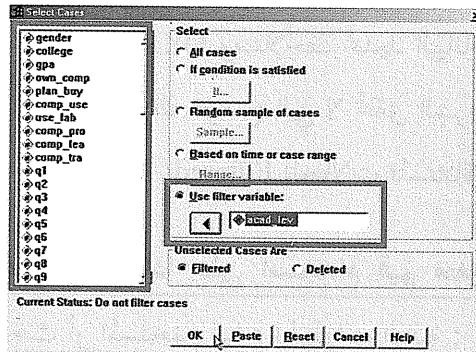 Select Cases
gender
college
gpa
own_comp
plan_buy
comp_use
use_lab
comp_pro
comp_lea
comp_tra
q1
q2
q3
q4
q5
q6
q7
q8
q9
Select
All cases
If condition is satisfied
If...
Random sample of cases
Sample...
Based on time or case range
Range...
Use filter variable:
acad_lev
Unselected Cases Are
Filtered
Deleted
Current Status: Do not filter cases
OK Paste Reset Cancel Help